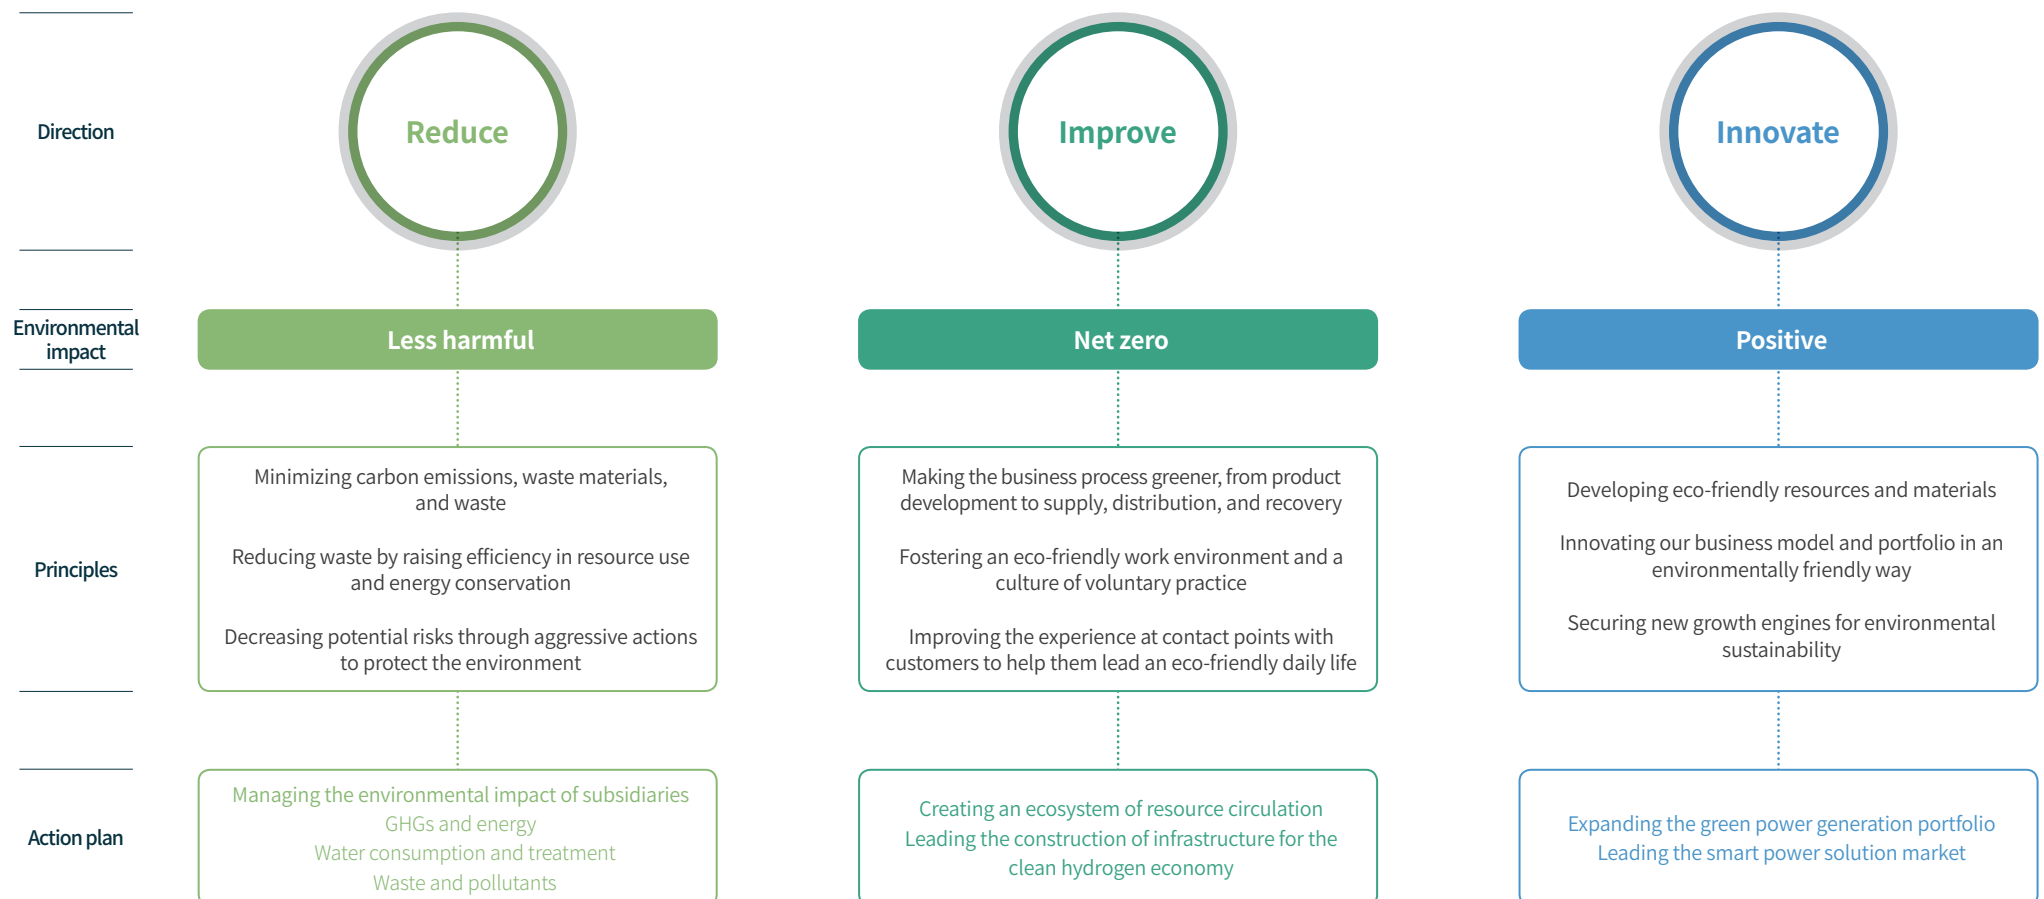 Direction
Reduce
Improve
Innovate
Environmental
impact
Less harmful
Net zero
Positive
Principles
Minimizing carbon emissions, waste materials,
and waste
Reducing waste by raising efficiency in resource use
and energy conservation
Decreasing potential risks through aggressive actions
to protect the environment
Making the business process greener, from product
development to supply, distribution, and recovery
Fostering an eco-friendly work environment and a
culture of voluntary practice
Improving the experience at contact points with
customers to help them lead an eco-friendly daily life
Developing eco-friendly resources and materials
Innovating our business model and portfolio in an
environmentally friendly way
Securing new growth engines for environmental
sustainability
Action plan
Managing the environmental impact of subsidiaries
GHGs and energy
Water consumption and treatment
Waste and pollutants
Creating an ecosystem of resource circulation
Leading the construction of infrastructure for the
clean hydrogen economy
Expanding the green power generation portfolio
Leading the smart power solution market